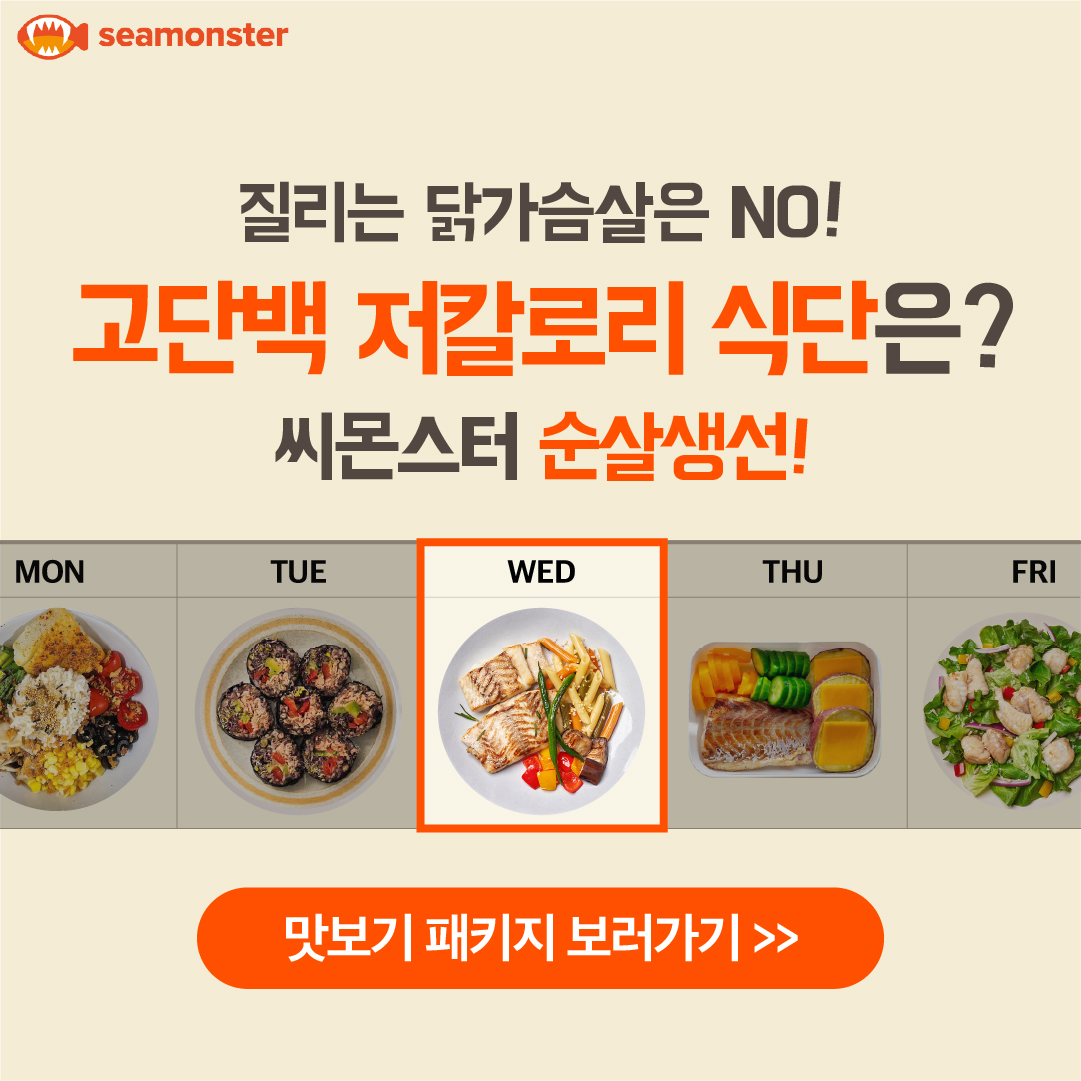 seamonster
질리는 닭가슴살은 NO!
고단백 저칼로리 식단은?
씨몬스터 순살생선!
MON TUE WED THU FRI
맛보기 패키지 보러가기 >>